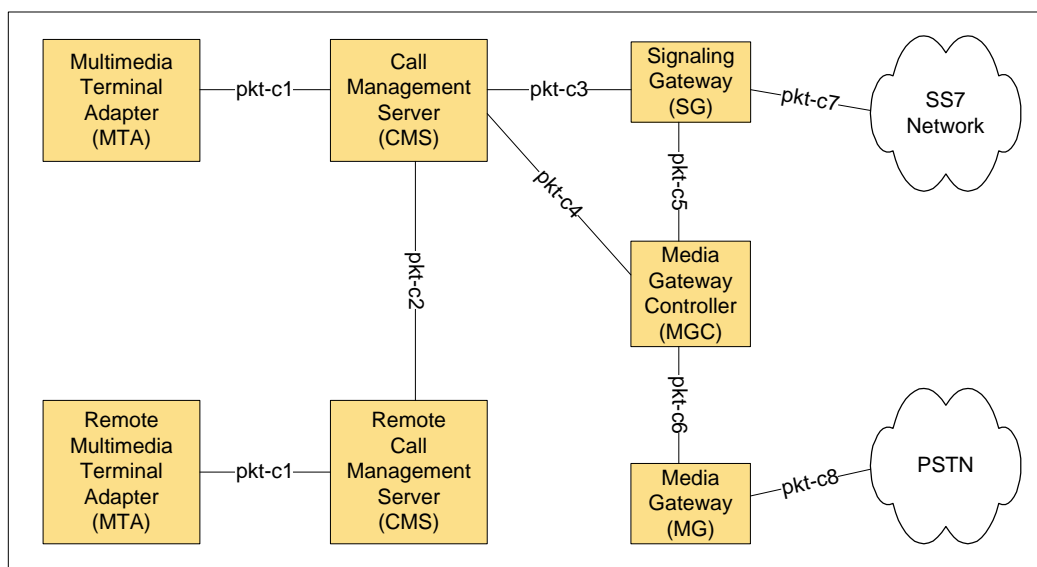 Multimedia
Terminal
Adapter
(MTA)
pkt-c1
Call
Management
Server
(CMS)
pkt-c3
Signaling
Gateway
(SG)
pkt-c7
SS7
Network
pkt-c4
pkt-c5
pkt-c2
Media
Gateway
Controller
(MGC)
pkt-c6
Remote
Multimedia
Terminal
Adapter
(MTA)
pkt-c1
Remote
Call
Management
Server
(CMS)
Media
Gateway
(MG)
pkt-c8
PSTN